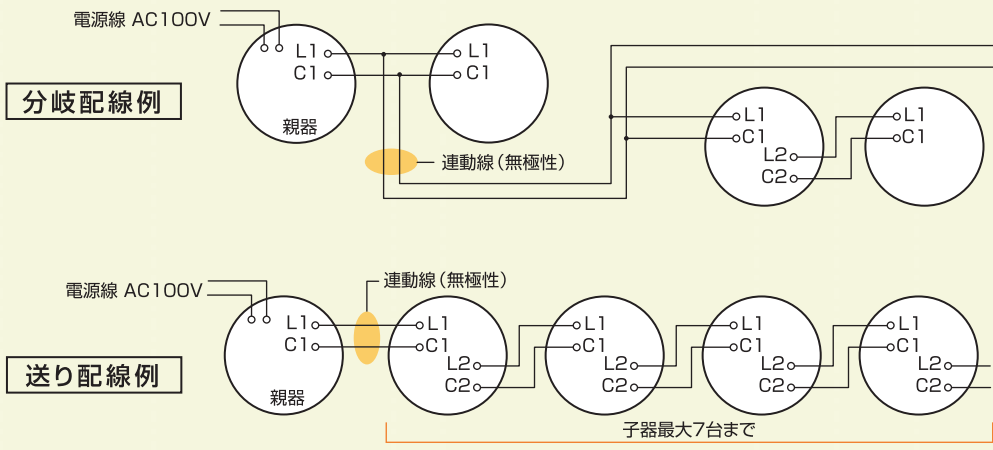 電源線 AC100V
L1
C1
親器
L1
C1
分岐配線例
連動線（無極性）
L1
C1
L2
C2
L1
C1
電源線 AC100V
連動線（無極性）
L1
C1
親器
L1
C1
L2
C2
L1
C1
L2
C2
L1
C1
L2
C2
L1
C1
L2
C2
送り配線例
子器最大7台まで